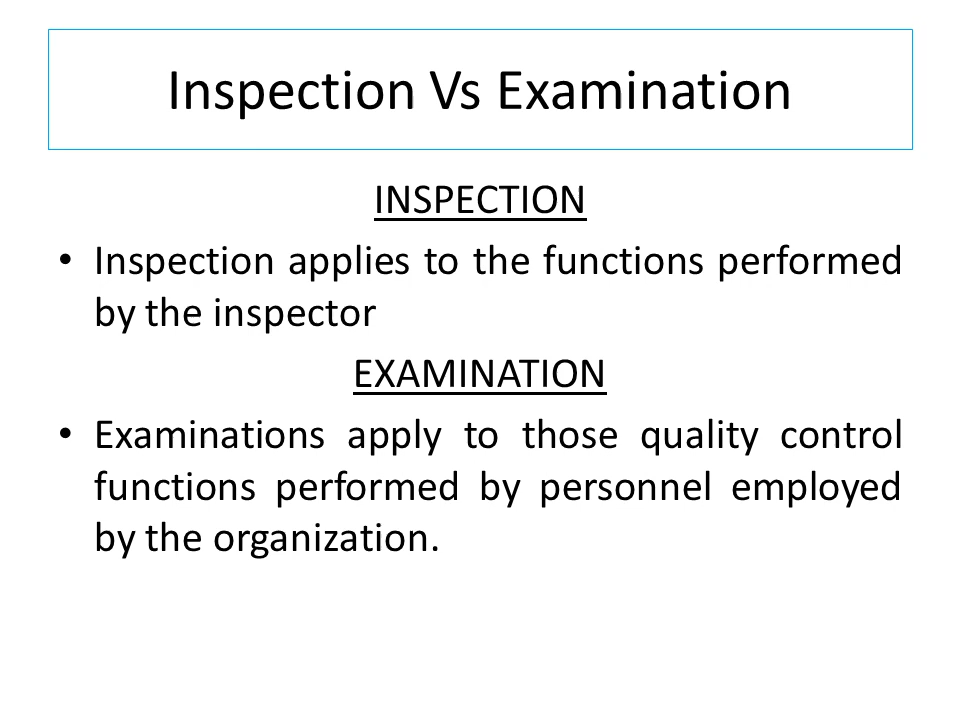 Inspection Vs Examination
INSPECTION
• Inspection applies to the functions performed
by the inspector
EXAMINATION
• Examinations apply to those quality control
functions performed by personnel employed
by the organization.